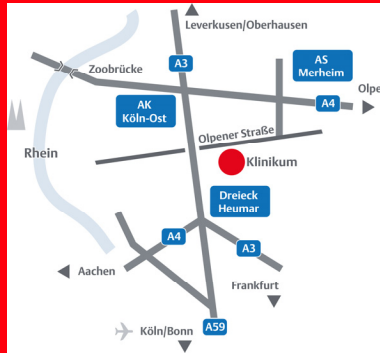 Leverkusen/Oberhausen
A3
AS
Merheim
Zoobrücke
A4
Olpe
AK
Köln-Ost
Olpener Straße
Rhein
Klinikum
Dreieck
Heumar
A4
A3
Aachen
Frankfurt
A59
Köln/Bonn